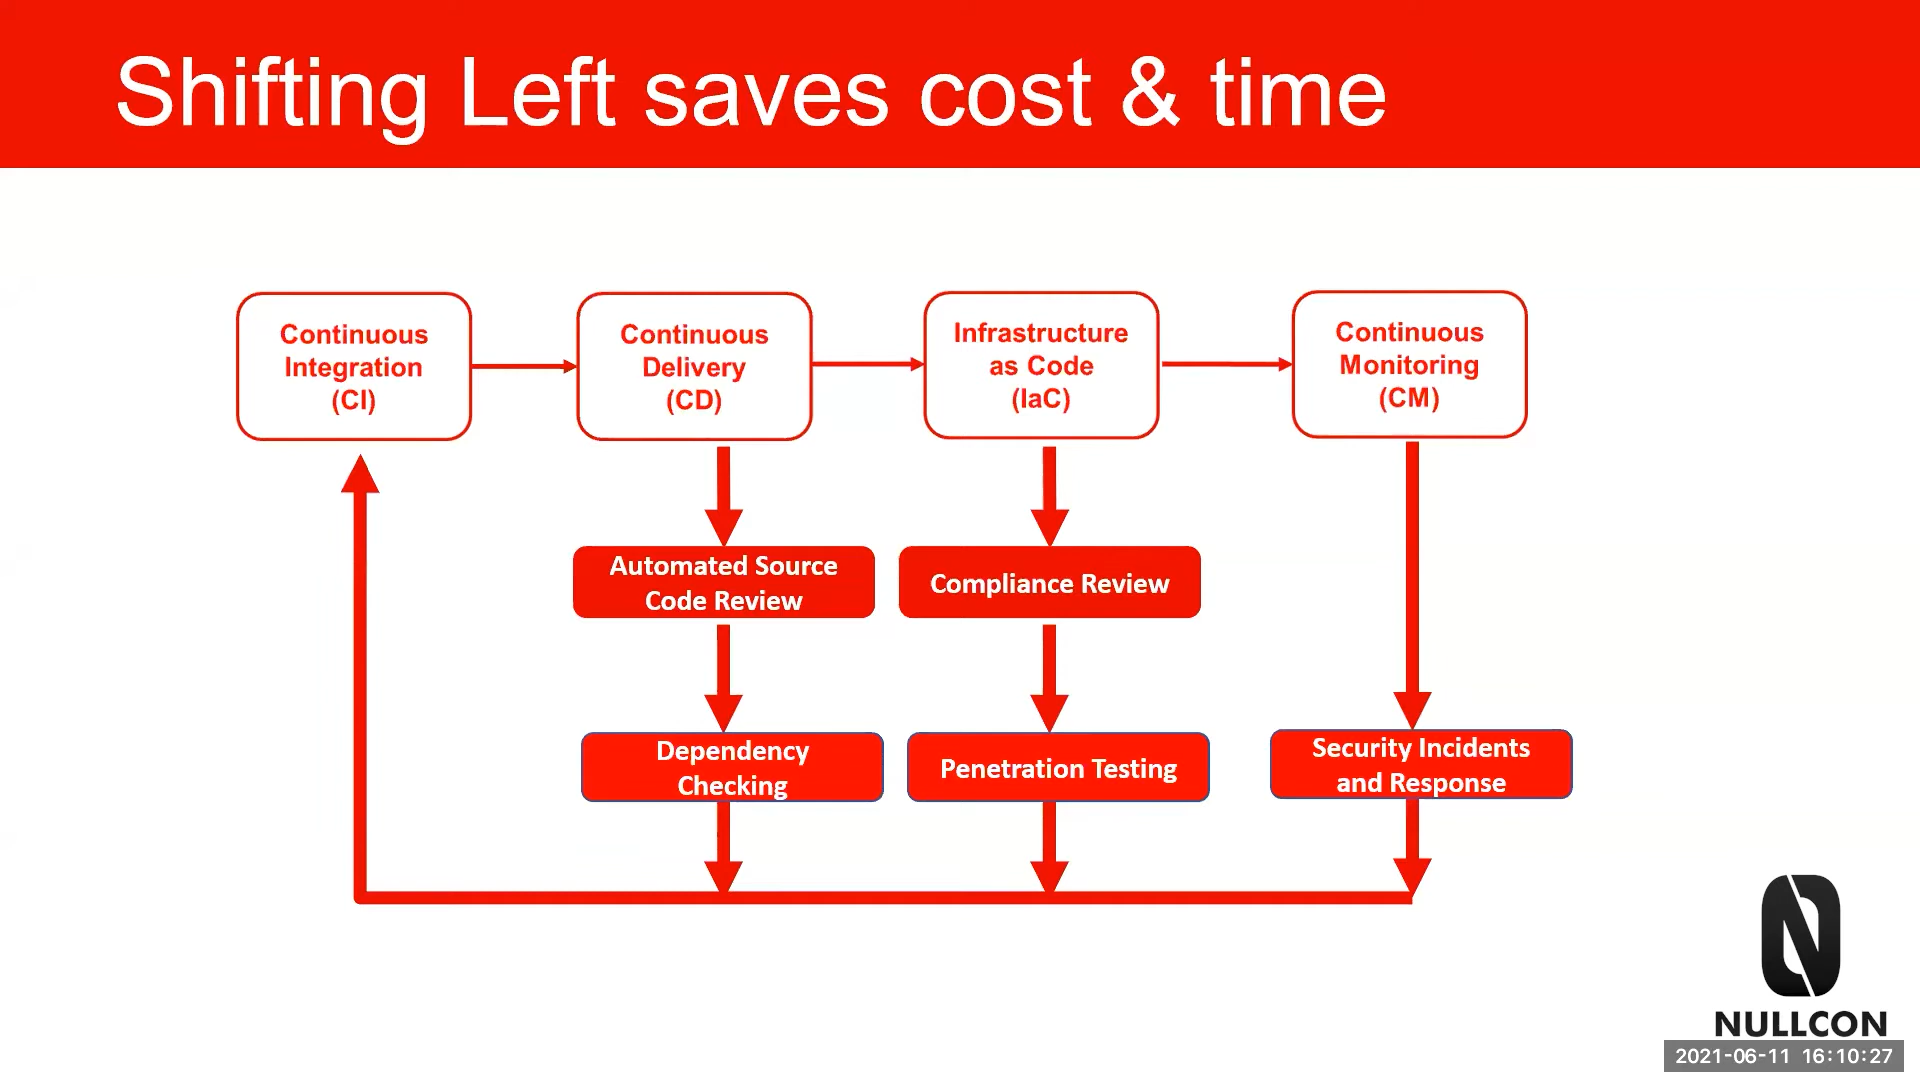 Shifting Left saves cost & time
Continuous
Integration
(CI)
Continuous
Delivery
(CD)
Infrastructure
as Code
(IaC)
Continuous
Monitoring
(CM)
Automated Source
Code Review
Compliance Review
Dependency
Checking
Penetration Testing
Security Incidents
and Response
NULLCON
2021-06-11 16:10:27